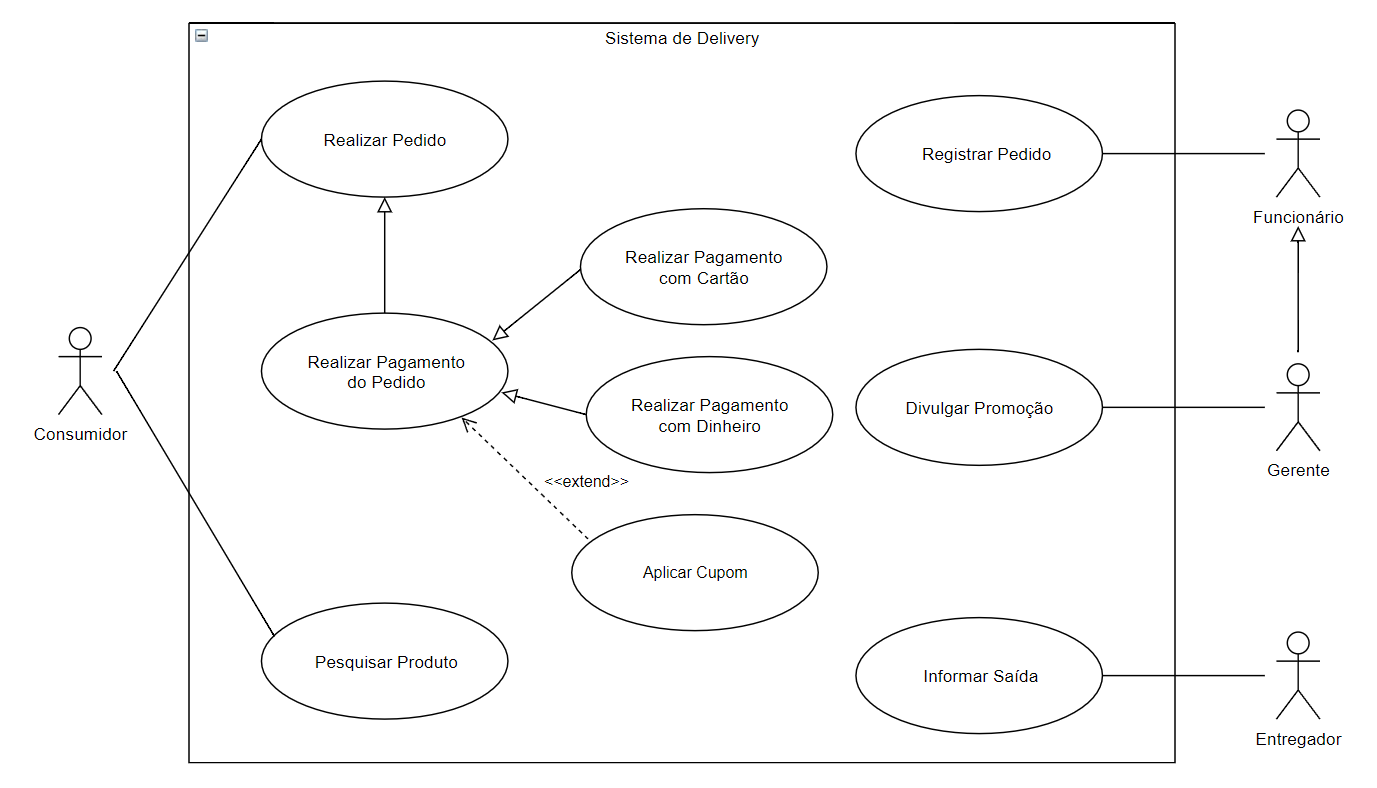 Sistema de Delivery
Realizar Pedido
Registrar Pedido
Funcionário
Realizar Pagamento
com Cartão
Realizar Pagamento
do Pedido
Realizar Pagamento
com Dinheiro
Divulgar Promoção
Consumidor
Gerente
<<extend>>
Aplicar Cupom
Pesquisar Produto
Informar Saída
Entregador